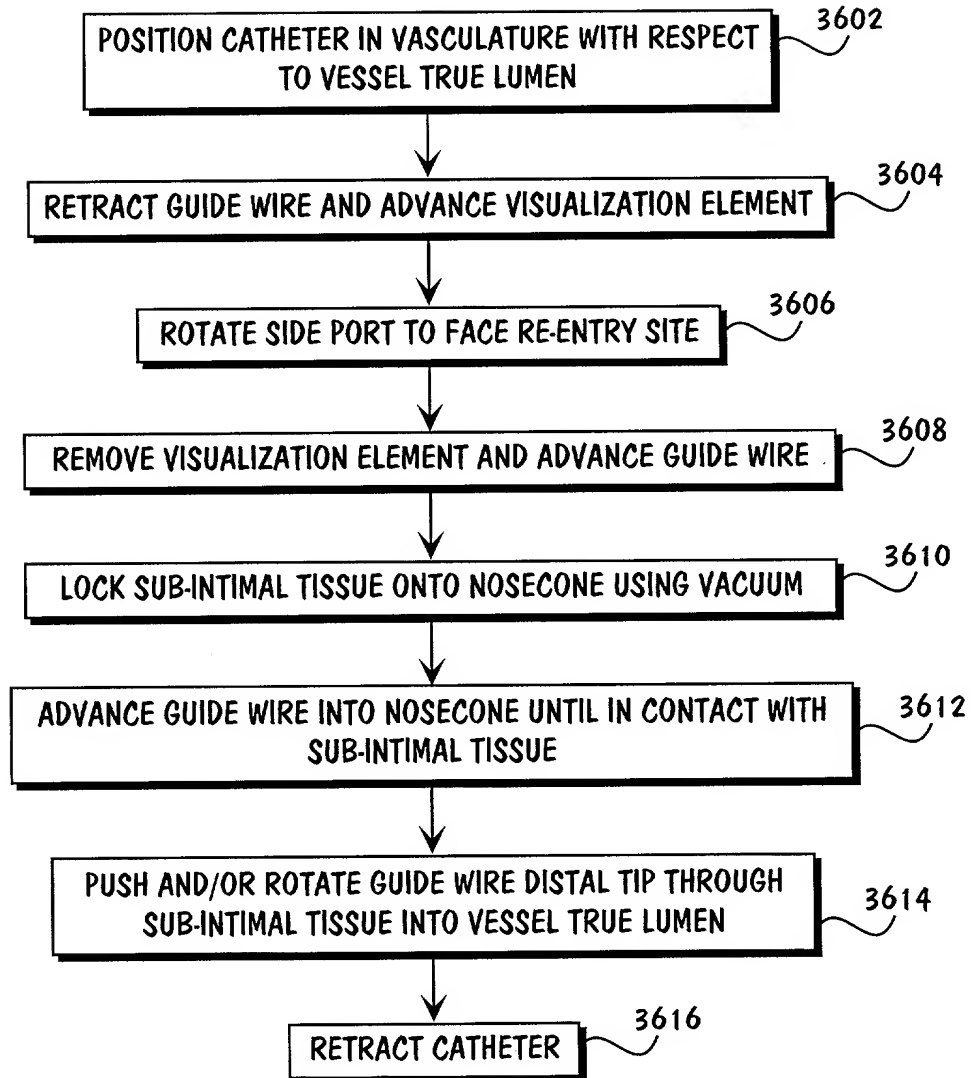 POSITION CATHETER IN VASCULATURE WITH RESPECT
TO VESSEL TRUE LUMEN
3602
RETRACT GUIDE WIRE AND ADVANCE VISUALIZATION ELEMENT
3604
ROTATE SIDE PORT TO FACE RE-ENTRY SITE
3606
REMOVE VISUALIZATION ELEMENT AND ADVANCE GUIDE WIRE
3608
LOCK SUB-INTIMAL TISSUE ONTO NOSECONE USING VACUUM
3610
ADVANCE GUIDE WIRE INTO NOSECONE UNTIL IN CONTACT WITH
SUB-INTIMAL TISSUE
3612
PUSH AND/OR ROTATE GUIDE WIRE DISTAL TIP THROUGH
SUB-INTIMAL TISSUE INTO VESSEL TRUE LUMEN
3614
RETRACT CATHETER
3616